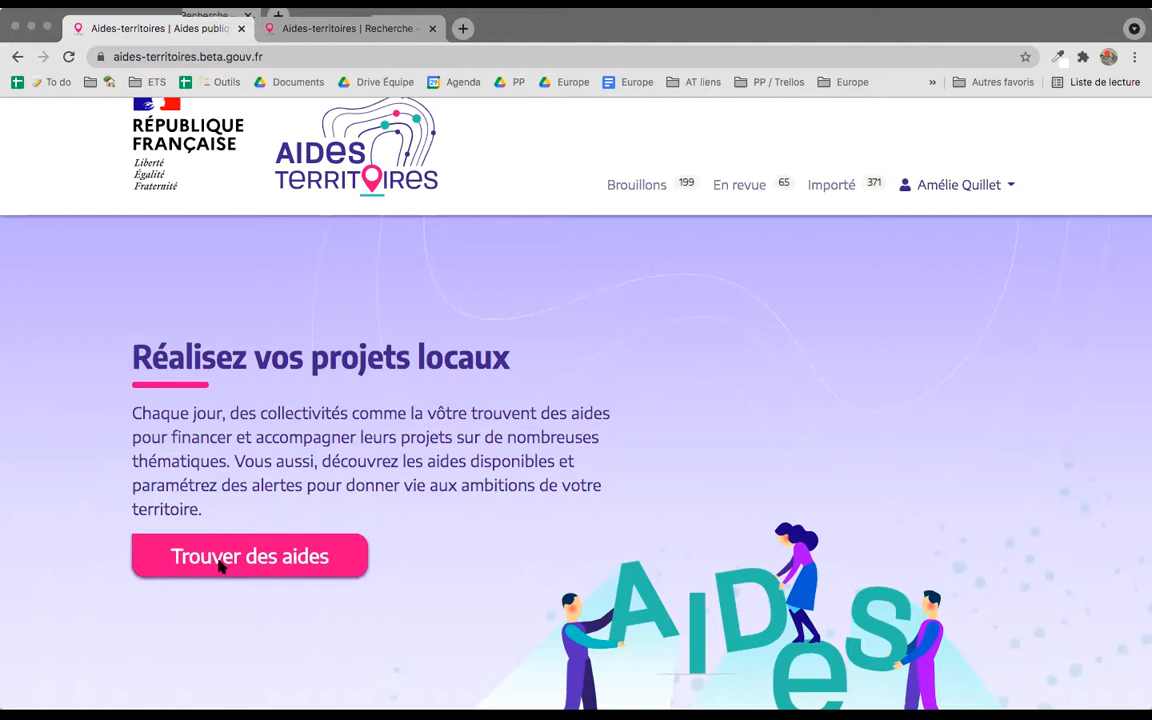 Recherche -
Aides-territoires | Aides publiq
Aides-territoires | Recherche -
aides-territoires.beta.gouv.fr
To do
ETS
Outils
Documents
Drive Équipe
Agenda
PP
Europe
Europe
AT liens
PP / Trellos
Europe
»
Autres favoris
Liste de lecture
RÉPUBLIQUE
FRANÇAISE
Liberté
Égalité
Fraternité
AIDES
TERRITOIRES
Brouillons 199 En revue 65 Importé 371 Amélie Quillet
Réalisez vos projets locaux
Chaque jour, des collectivités comme la vôtre trouvent des aides
pour financer et accompagner leurs projets sur de nombreuses
thématiques. Vous aussi, découvrez les aides disponibles et
paramétrez des alertes pour donner vie aux ambitions de votre
territoire.
Trouver des aides
AIDeS